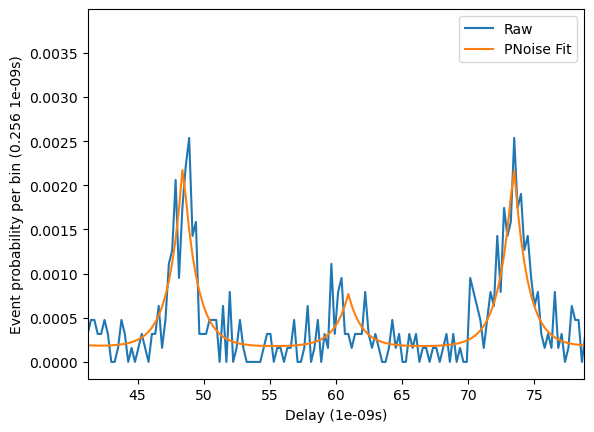 Raw
PNoise Fit
Event probability per bin (0.256 1e-09s)
0.0035
0.0030
0.0025
0.0020
0.0015
0.0010
0.0005
0.0000
45 50 55 60 65 70 75
Delay (1e-09s)